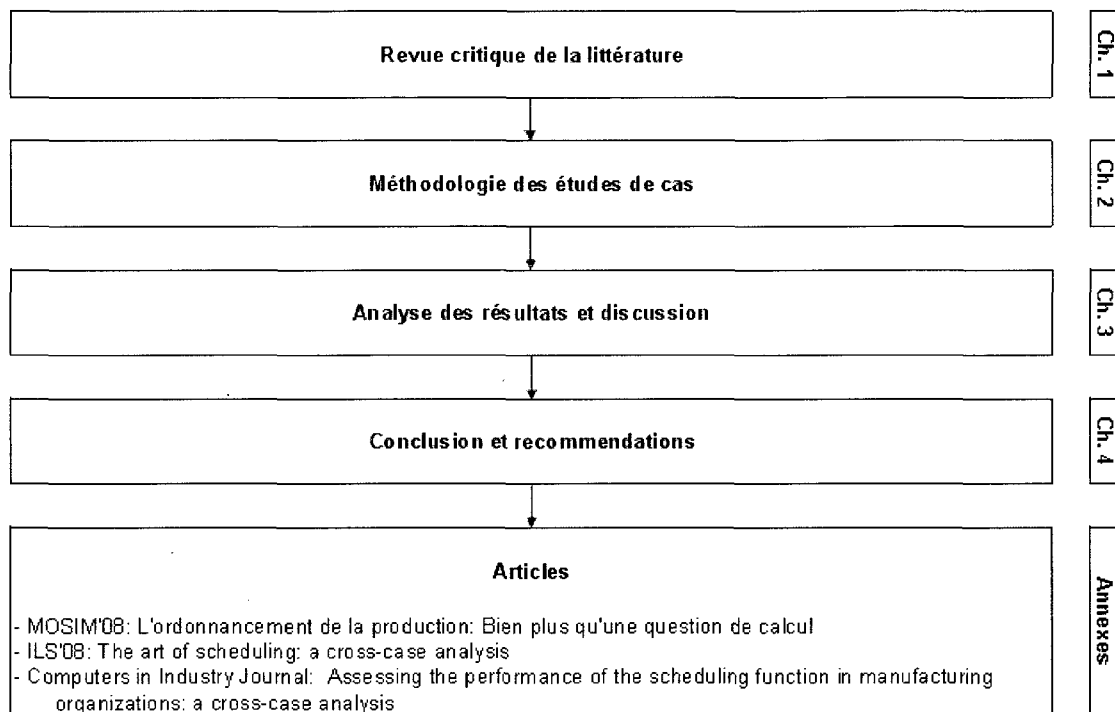 Revue critique de la littérature
Ch. 1
Méthodologie des études de cas
Ch. 2
Analyse des résultats et discussion
Ch. 3
Conclusion et recommendations
Ch. 4
Articles
Annexes
- MOSIM'08: L'ordonnancement de la production: Bien plus qu'une question de calcul
- ILS'08: The art of scheduling: a cross-case analysis
- Computers in Industry Journal: Assessing the performance of the scheduling function in manufacturing
organizations: a cross-case analysis